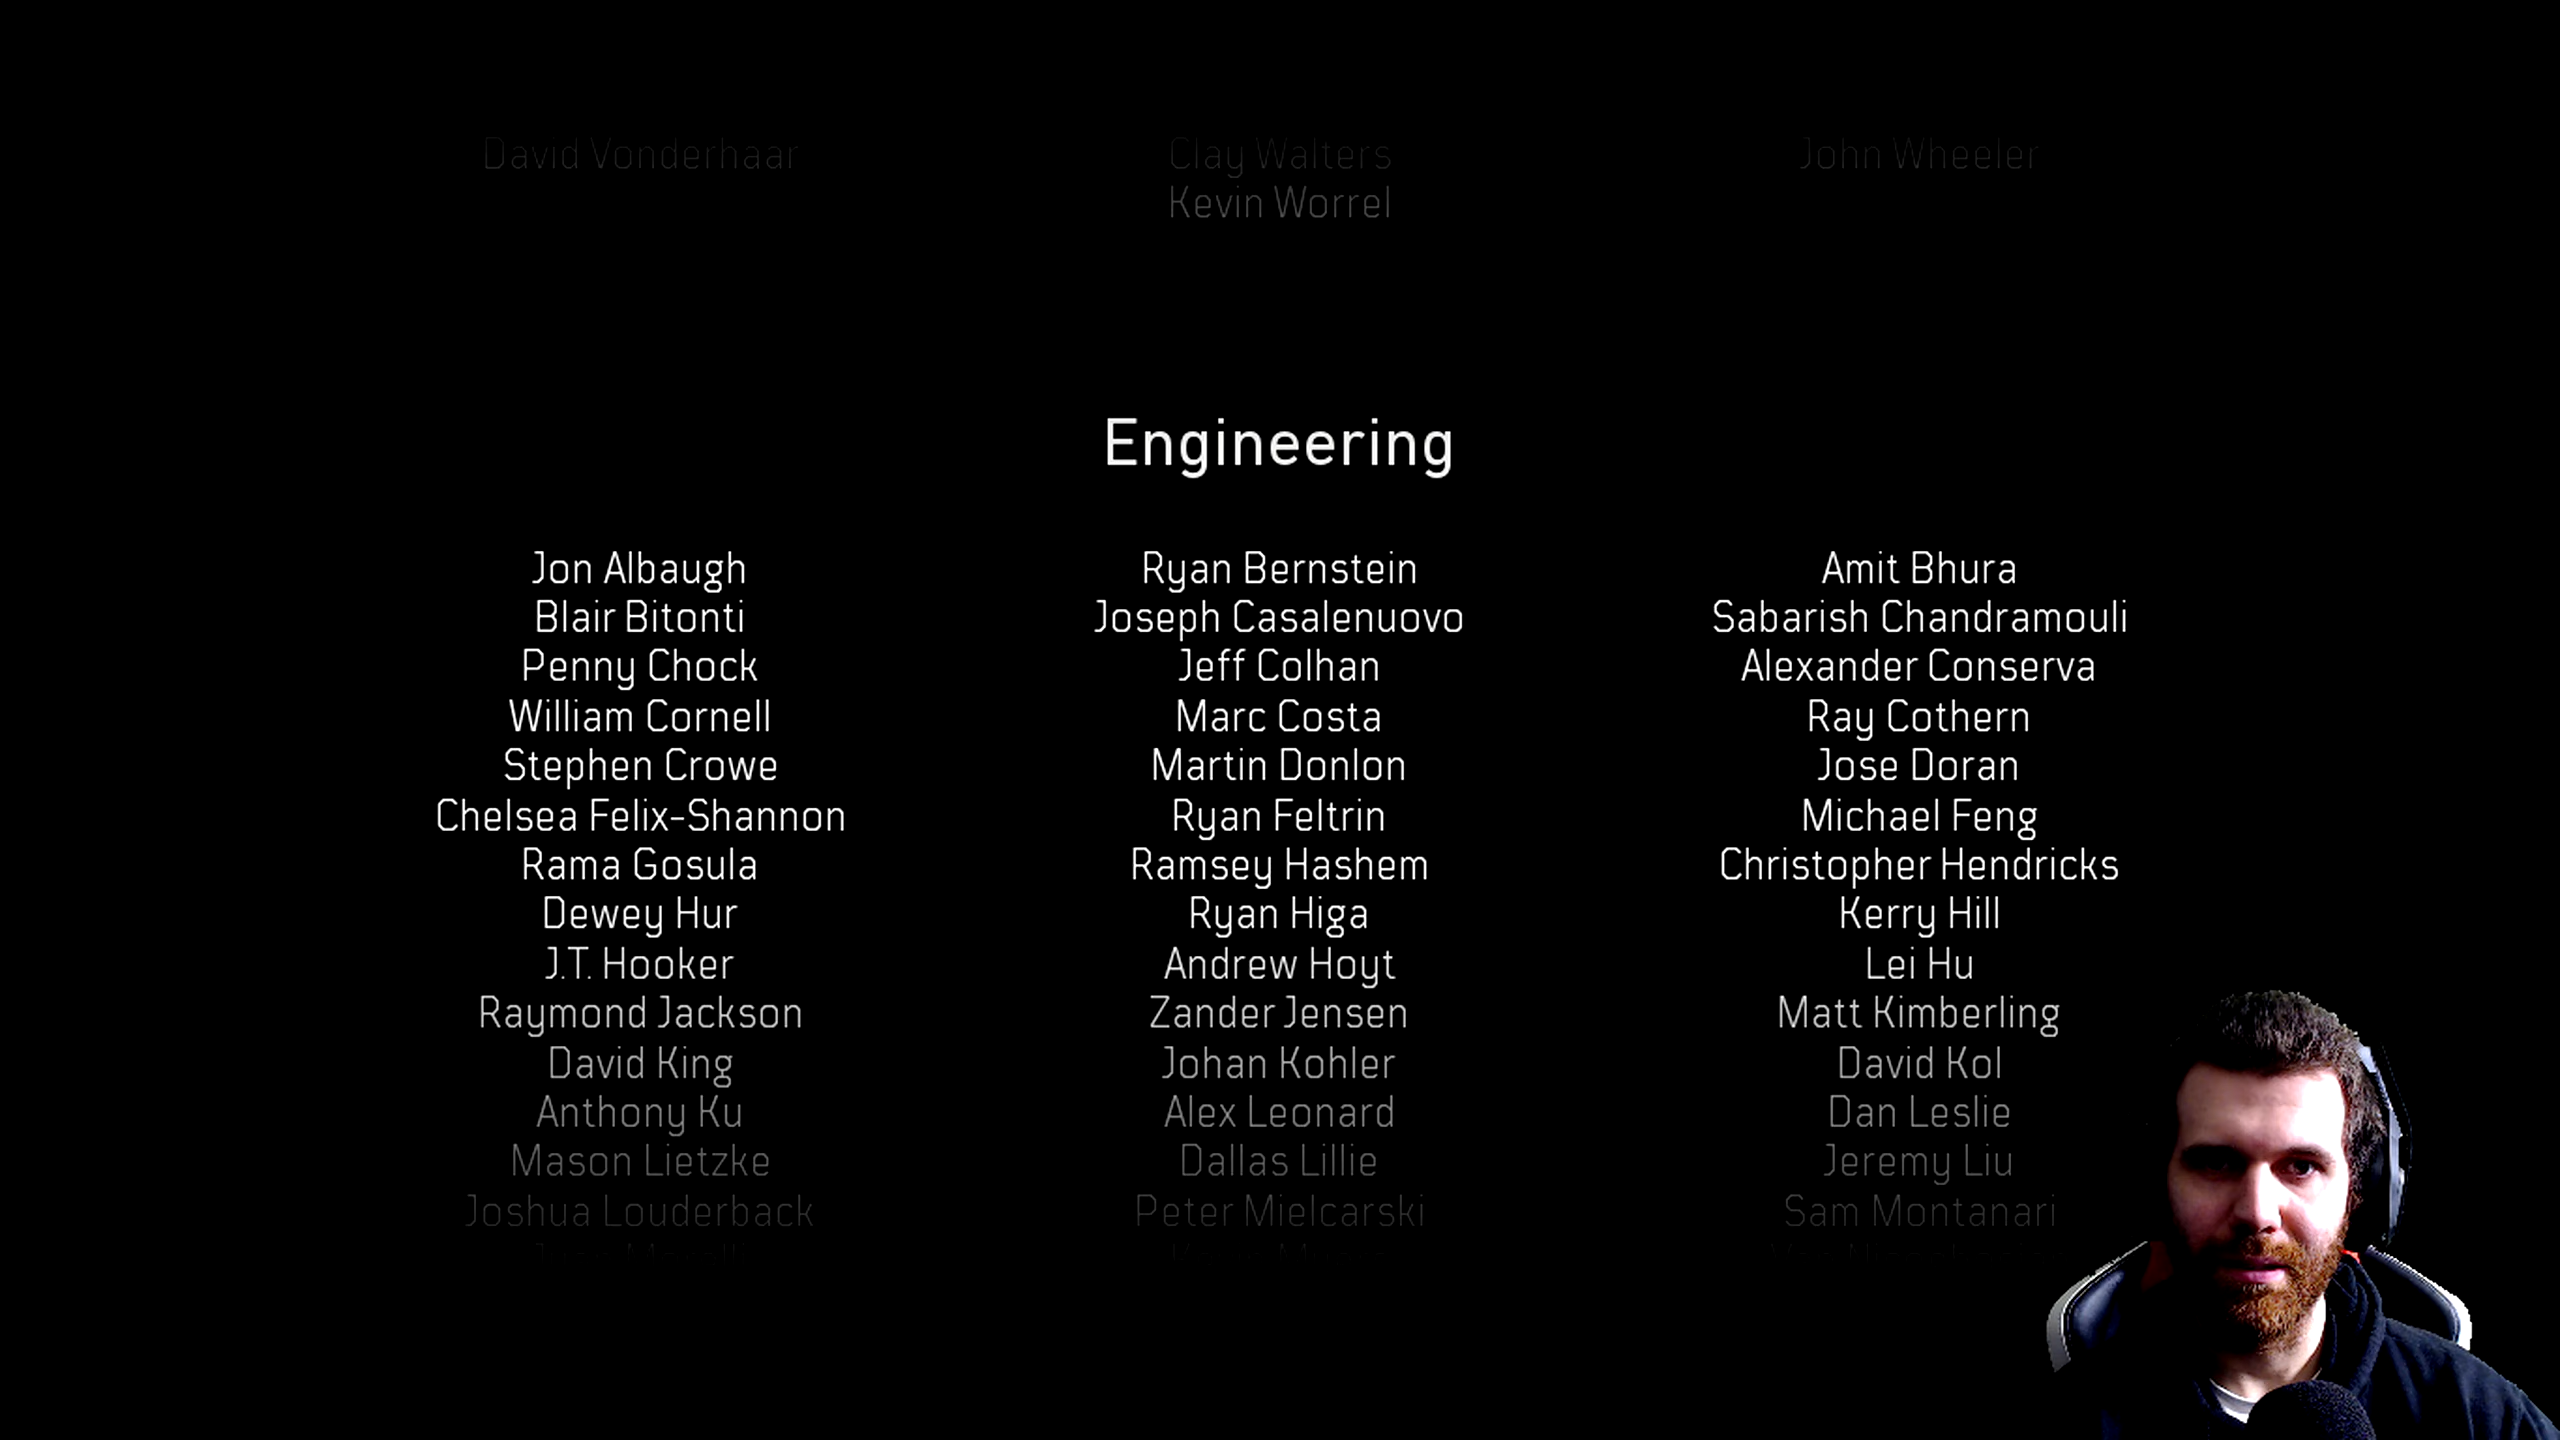 David Vonderhaar Clay Walters John Wheeler
Kevin Worrel
Engineering
Jon Albaugh Ryan Bernstein Amit Bhura
Blair Bitonti Joseph Casalenuovo Sabarish Chandramouli
Penny Chock Jeff Colhan Alexander Conserva
William Cornell Marc Costa Ray Cothern
Stephen Crowe Martin Donlon Jose Doran
Chelsea Felix-Shannon Ryan Feltrin Michael Feng
Rama Gosula Ramsey Hashem Christopher Hendricks
Dewey Hur Ryan Higa Kerry Hill
J.T. Hooker Andrew Hoyt Lei Hu
Raymond Jackson Zander Jensen Matt Kimberling
David King Johan Kohler David Kol
Anthony Ku Alex Leonard Dan Leslie
Mason Lietzke Dallas Lillie Jeremy Liu
Joshua Louderback Peter Mielcarski Sam Montanari